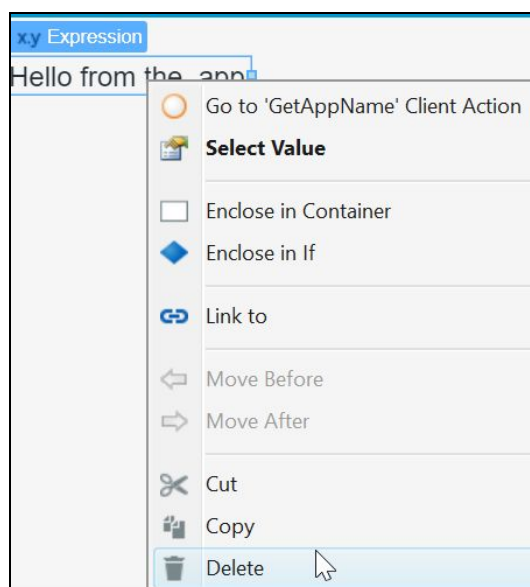 x.y Expression
Hello from the app
Go to 'GetAppName' Client Action
Select Value
Enclose in Container
Enclose in If
Link to
Move Before
Move After
Cut
Copy
Delete